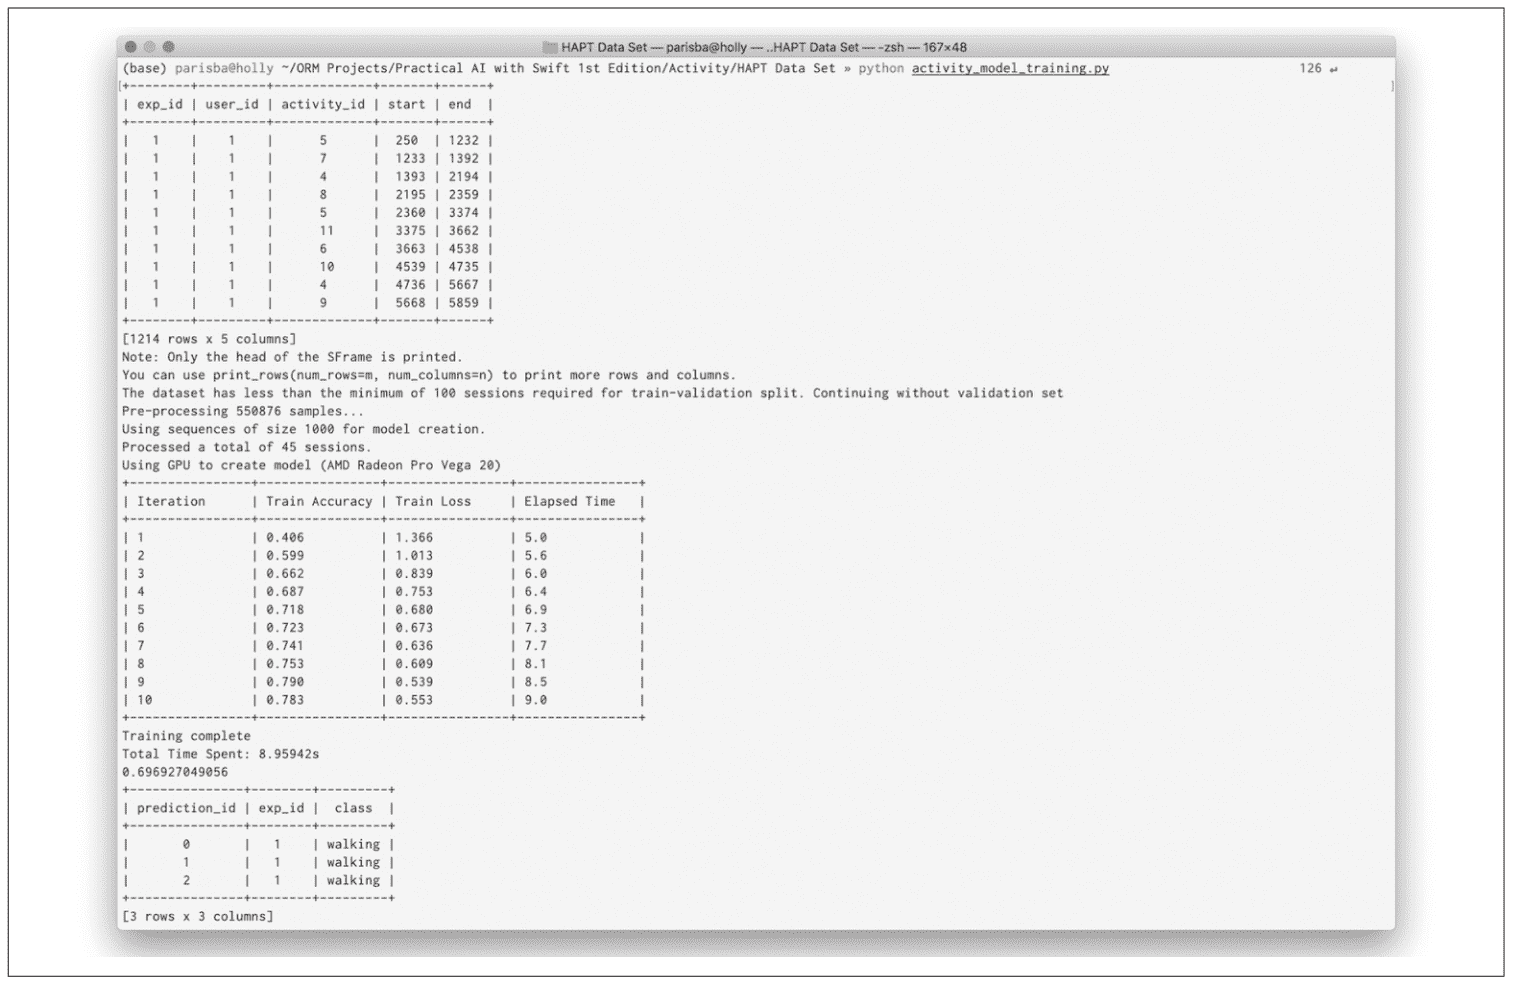 HAPT Data Set — parisba@holly — ..HAPT Data Set — -zsh — 167×48
(base) parisba@holly ~/ORM Projects/Practical AI with Swift 1st Edition/Activity/HAPT Data Set » python activity_model_training.py 126 ↵
[+--------+---------+-------------+-------+------+ ]
| exp_id | user_id | activity_id | start | end |
+--------+---------+-------------+-------+------+
| 1 | 1 | 5 | 250 | 1232 |
| 1 | 1 | 7 | 1233 | 1392 |
| 1 | 1 | 4 | 1393 | 2194 |
| 1 | 1 | 8 | 2195 | 2359 |
| 1 | 1 | 5 | 2360 | 3374 |
| 1 | 1 | 11 | 3375 | 3662 |
| 1 | 1 | 6 | 3663 | 4538 |
| 1 | 1 | 10 | 4539 | 4735 |
| 1 | 1 | 4 | 4736 | 5667 |
| 1 | 1 | 9 | 5668 | 5859 |
+--------+---------+-------------+-------+------+
[1214 rows x 5 columns]
Note: Only the head of the SFrame is printed.
You can use print_rows(num_rows=m, num_columns=n) to print more rows and columns.
The dataset has less than the minimum of 100 sessions required for train-validation split. Continuing without validation set
Pre-processing 550876 samples...
Using sequences of size 1000 for model creation.
Processed a total of 45 sessions.
Using GPU to create model (AMD Radeon Pro Vega 20)
+----------------+----------------+----------------+----------------+
| Iteration | Train Accuracy | Train Loss | Elapsed Time |
+----------------+----------------+----------------+----------------+
| 1 | 0.406 | 1.366 | 5.0 |
| 2 | 0.599 | 1.013 | 5.6 |
| 3 | 0.662 | 0.839 | 6.0 |
| 4 | 0.687 | 0.753 | 6.4 |
| 5 | 0.718 | 0.680 | 6.9 |
| 6 | 0.723 | 0.673 | 7.3 |
| 7 | 0.741 | 0.636 | 7.7 |
| 8 | 0.753 | 0.609 | 8.1 |
| 9 | 0.790 | 0.539 | 8.5 |
| 10 | 0.783 | 0.553 | 9.0 |
+----------------+----------------+----------------+----------------+
Training complete
Total Time Spent: 8.95942s
0.696927049056
+---------------+--------+---------+
| prediction_id | exp_id | class |
+---------------+--------+---------+
| 0 | 1 | walking |
| 1 | 1 | walking |
| 2 | 1 | walking |
+---------------+--------+---------+
[3 rows x 3 columns]